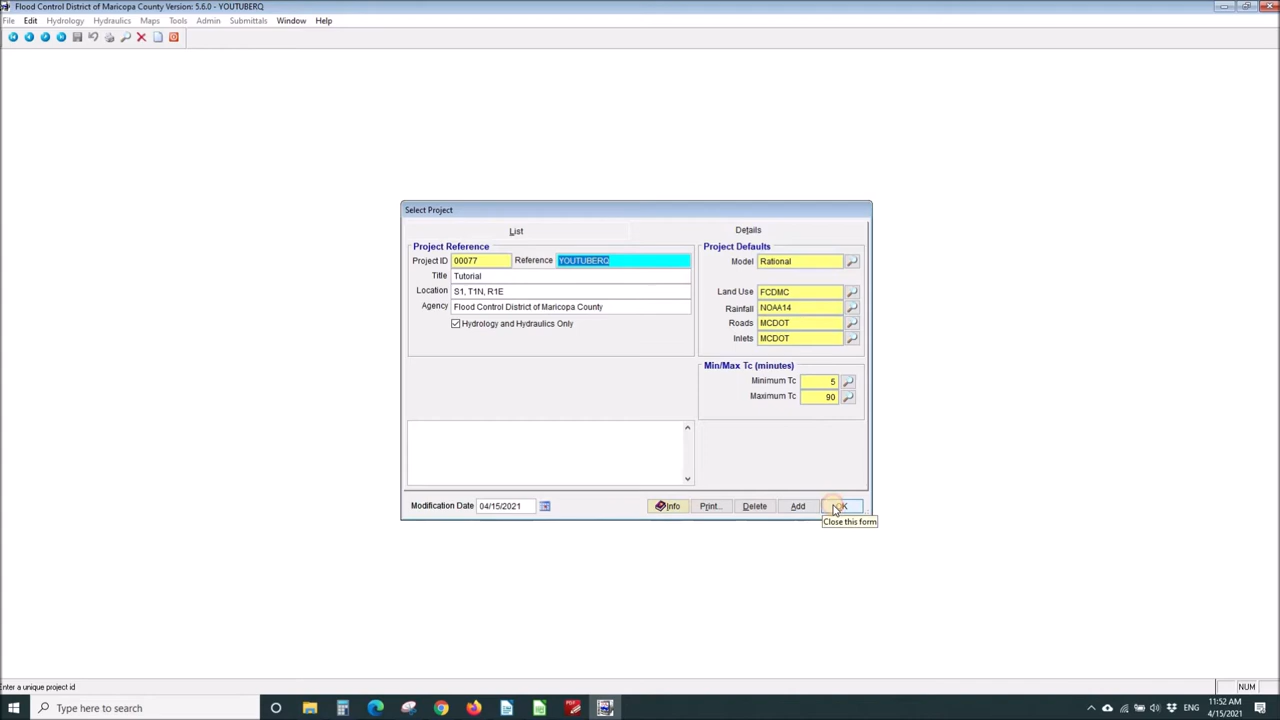 Flood Control District of Maricopa County Version: 5.6.0 - YOUTUBERQ
File Edit Hydrology Hydraulics Maps Tools Admin Submittals Window Help
Select Project
List Details
Project Reference Project Defaults
Project ID 00077 Reference YOUTUBERQ Model Rational
Title Tutorial
Location S1, T1N, R1E Land Use FCDMC
Agency Flood Control District of Maricopa County Rainfall NOAA14
Hydrology and Hydraulics Only Roads MCDOT
Inlets MCDOT
Min/Max Tc (minutes)
Minimum Tc 5
Maximum Tc 90
Modification Date 04/15/2021 Info Print... Delete Add OK
Close this form
Enter a unique project id NUM
Type here to search ENG 11:52 AM
4/15/2021